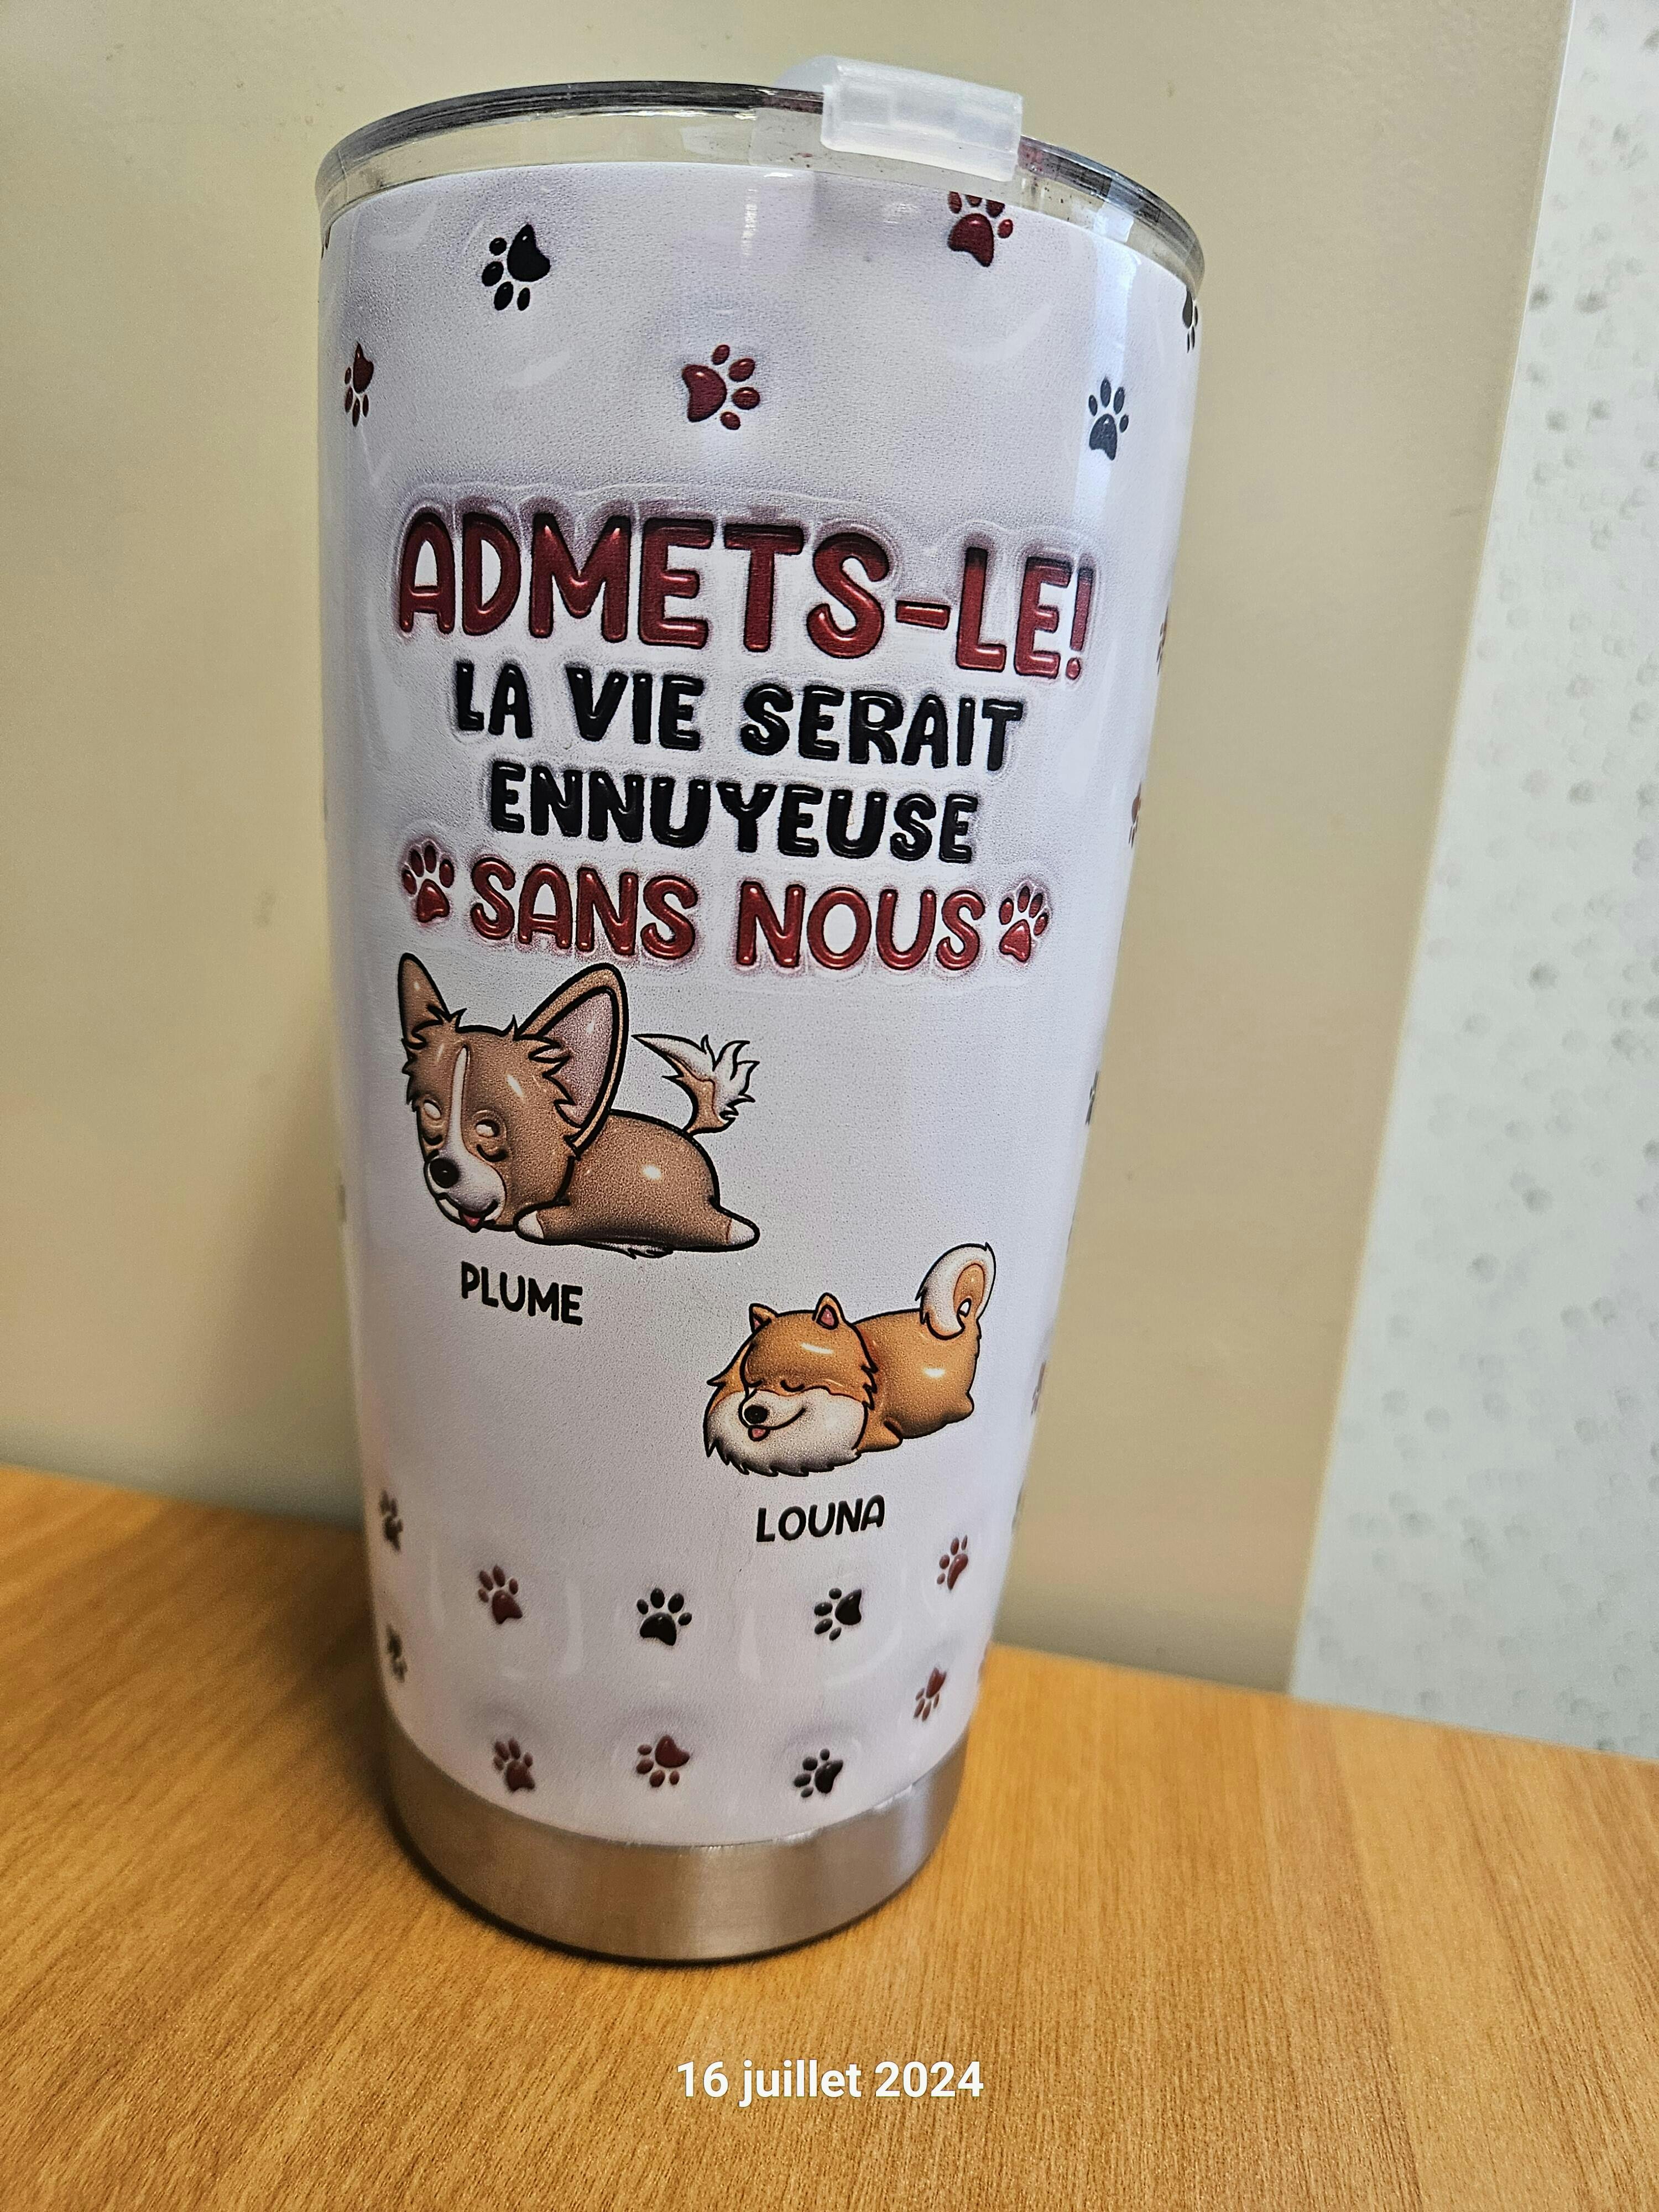 ADMETS-LE!
LA VIE SERAIT
ENNUYEUSE
SANS NOUS
PLUME
LOUNA
16 juillet 2024